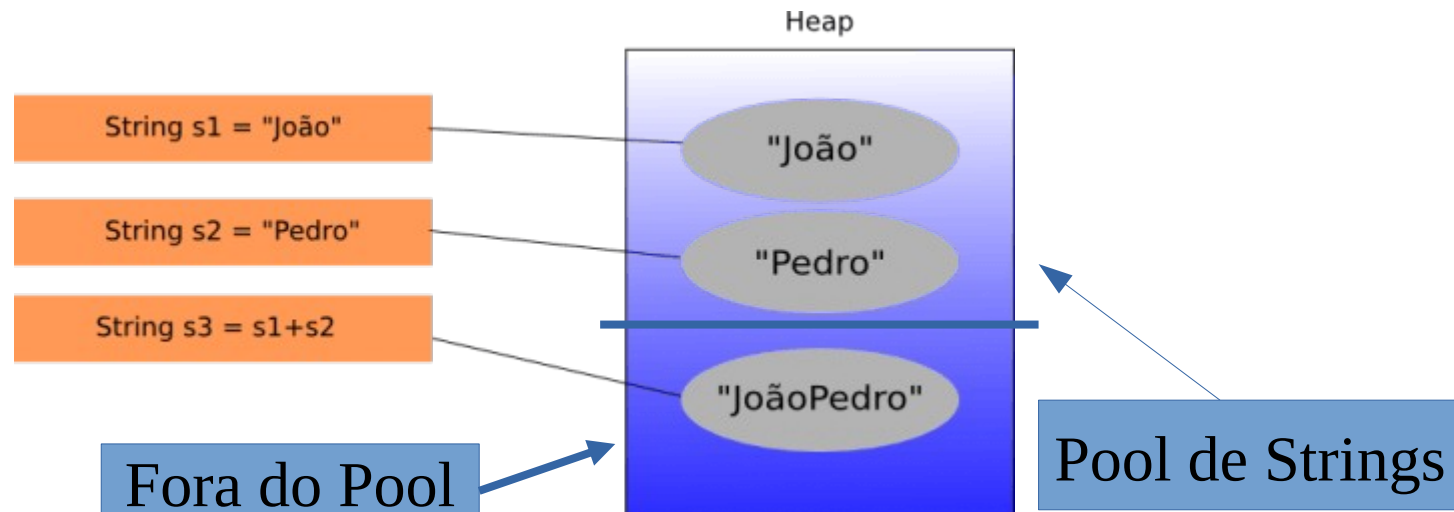 Heap
String s1 = "João"
"João"
String s2 = "Pedro"
"Pedro"
String s3 = s1+s2
"JoãoPedro"
Fora do Pool
Pool de Strings